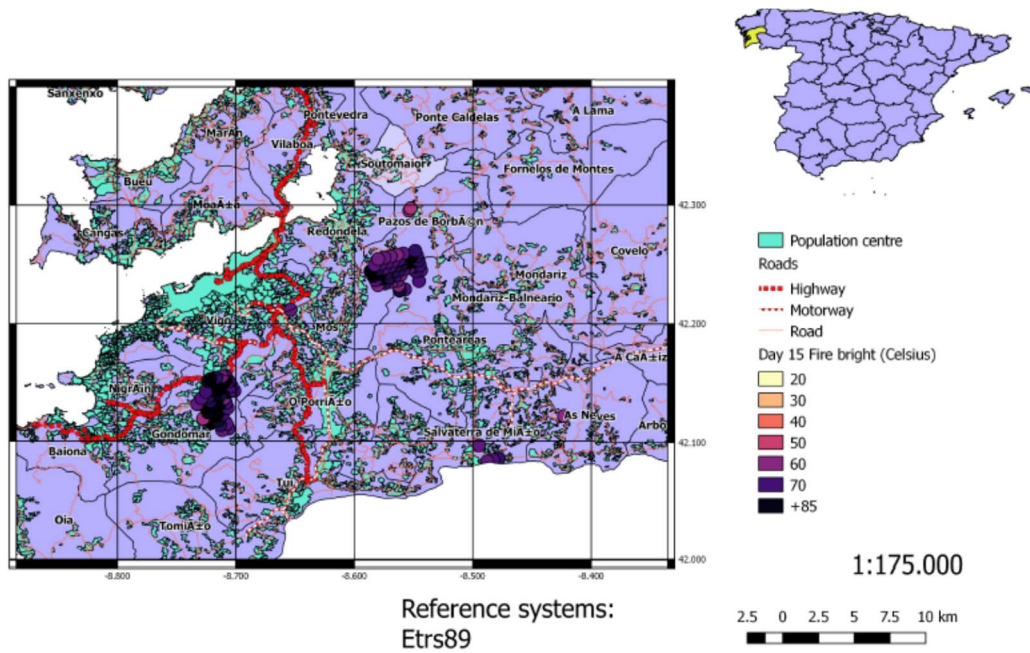 Sanxenxo
Pontevedra
Ponte Caldelas
A Lama
MarÃ­n
Vilaboa
Soutomaior
Fornelos de Montes
Bueu
MoaÃ±a
Pazos de BorbÃ©n
Cangas
Redondela
Covelo
Mondariz
Mondariz-Balneario
Vigo
Mos
Ponteareas
A CaÃ±iz
NigrÃ¡n
O PorriÃ±o
As Neves
Gondomar
Salvaterra de MiÃ±o
Arbo
Baiona
Tui
Oia
TomiÃ±o
42.300
42.200
42.100
42.000
-8.800
-8.700
-8.600
-8.500
-8.400
Population centre
Roads
Highway
Motorway
Road
Day 15 Fire bright (Celsius)
20
30
40
50
60
70
+85
1:175.000
Reference systems:
Etrs89
2.5 0 2.5 5 7.5 10 km